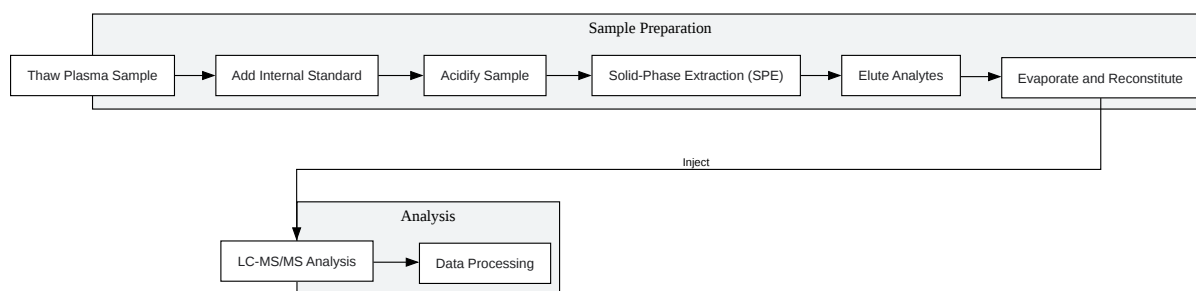 Sample Preparation
Thaw Plasma Sample
Add Internal Standard
Acidify Sample
Solid-Phase Extraction (SPE)
Elute Analytes
Evaporate and Reconstitute
Inject
Analysis
LC-MS/MS Analysis
Data Processing